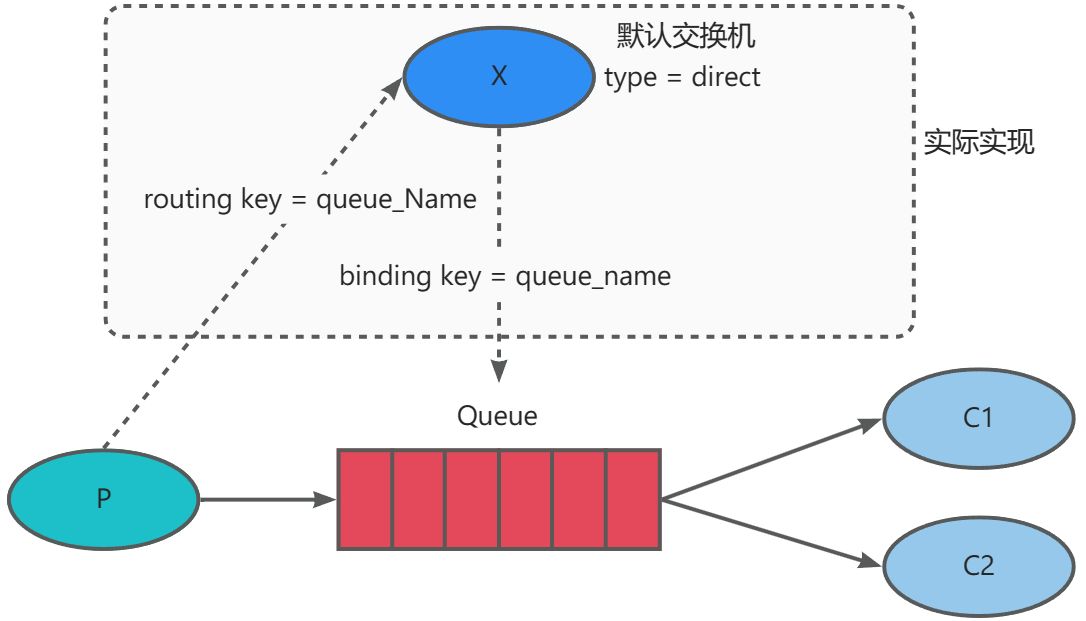 默认交换机
X
type = direct
实际实现
routing key = queue_Name
binding key = queue_name
Queue
C1
P
C2